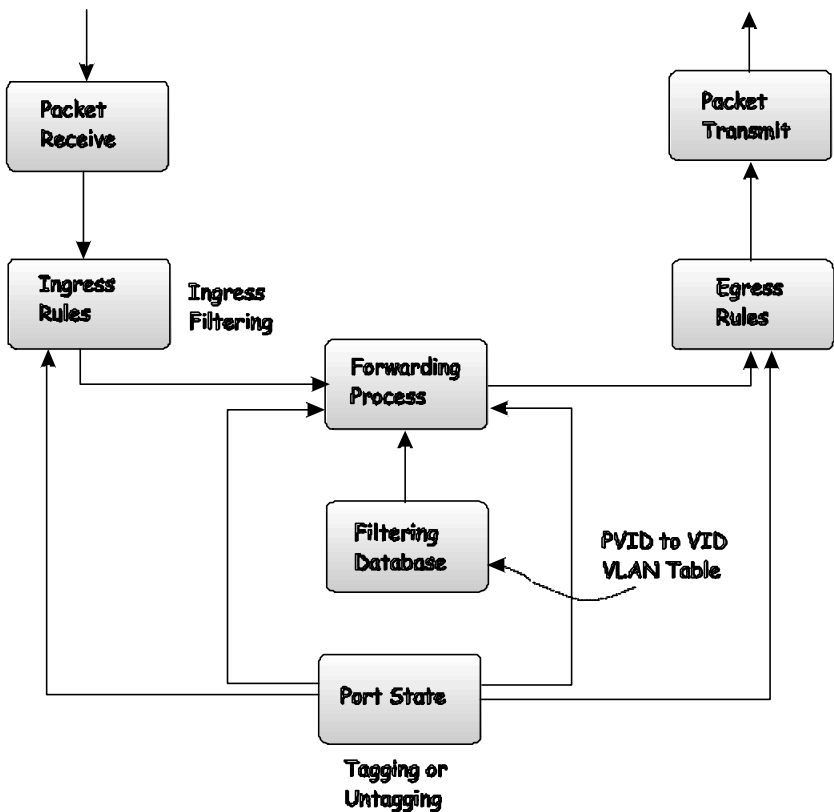 Packet
Receive
Packet
Transmit
Ingress
Rules
Ingress
Filtering
Egress
Rules
Forwarding
Process
Filtering
Database
PVID to VID
VLAN Table
Port State
Tagging or
Untagging